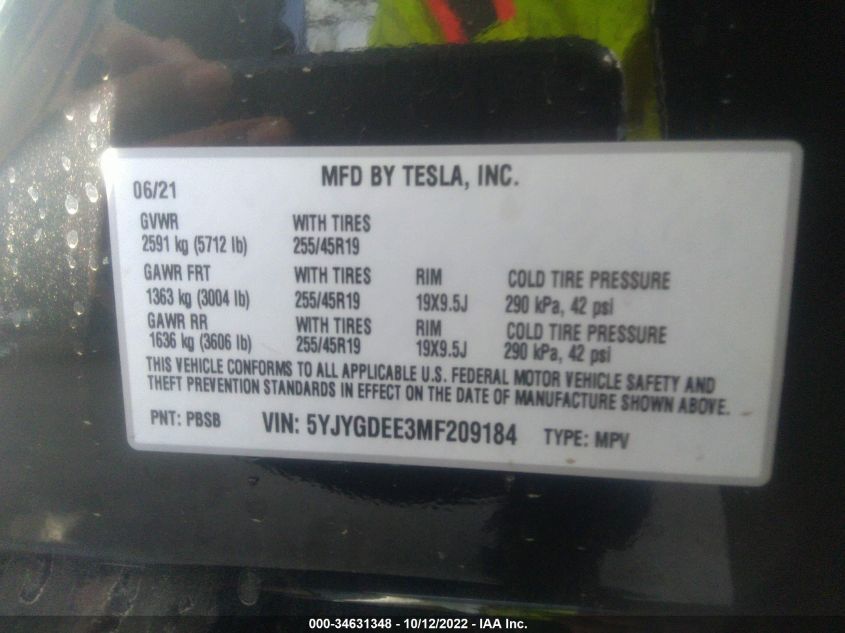 06/21 MFD BY TESLA, INC.
GVWR WITH TIRES
2591 kg (5712 lb) 255/45R19
GAWR FRT WITH TIRES RIM COLD TIRE PRESSURE
1363 kg (3004 lb) 255/45R19 19X9.5J 290 kPa, 42 psi
GAWR RR WITH TIRES RIM COLD TIRE PRESSURE
1636 kg (3606 lb) 255/45R19 19X9.5J 290 kPa, 42 psi
THIS VEHICLE CONFORMS TO ALL APPLICABLE U.S. FEDERAL MOTOR VEHICLE SAFETY AND
THEFT PREVENTION STANDARDS IN EFFECT ON THE DATE OF MANUFACTURE SHOWN ABOVE.
PNT: PBSB VIN: 5YJYGDEE3MF209184 TYPE: MPV
000-34631348 - 10/12/2022 - IAA Inc.